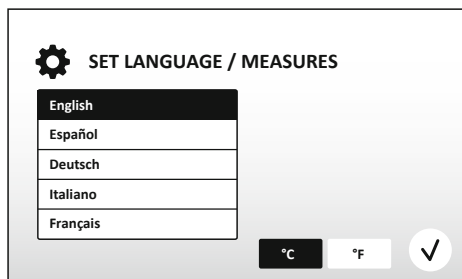 SET LANGUAGE / MEASURES
English
Español
Deutsch
Italiano
Français
°C °F